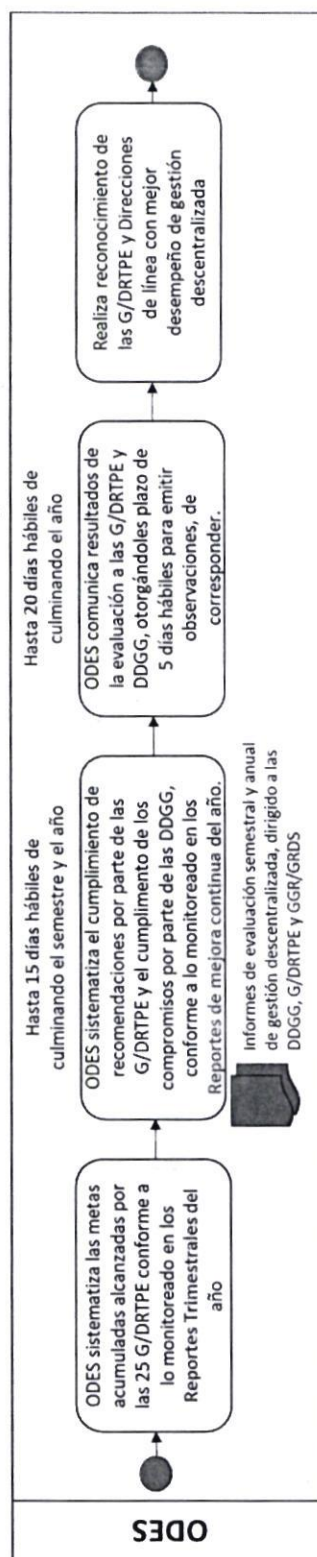 ODES
ODES sistematiza las metas
acumuladas alcanzadas por
las 25 G/DRTPE conforme a
lo monitoreado en los
Reportes Trimestrales del
año
Hasta 15 días hábiles de
culminando el semestre y el año
ODES sistematiza el cumplimiento de
recomendaciones por parte de las
G/DRTPE y el cumplimento de los
compromisos por parte de las DDGG,
conforme a lo monitoreado en los
Reportes de mejora continua del año.
Informes de evaluación semestral y anual
de gestión descentralizada, dirigido a las
DDGG, G/DRTPE y GGR/GRDS
Hasta 20 días hábiles de
culminando el año
ODES comunica resultados de
la evaluación a las G/DRTPE y
DDGG, otorgándoles plazo de
5 días hábiles para emitir
observaciones, de
corresponder.
Realiza reconocimiento de
las G/DRTPE y Direcciones
de línea con mejor
desempeño de gestión
descentralizada